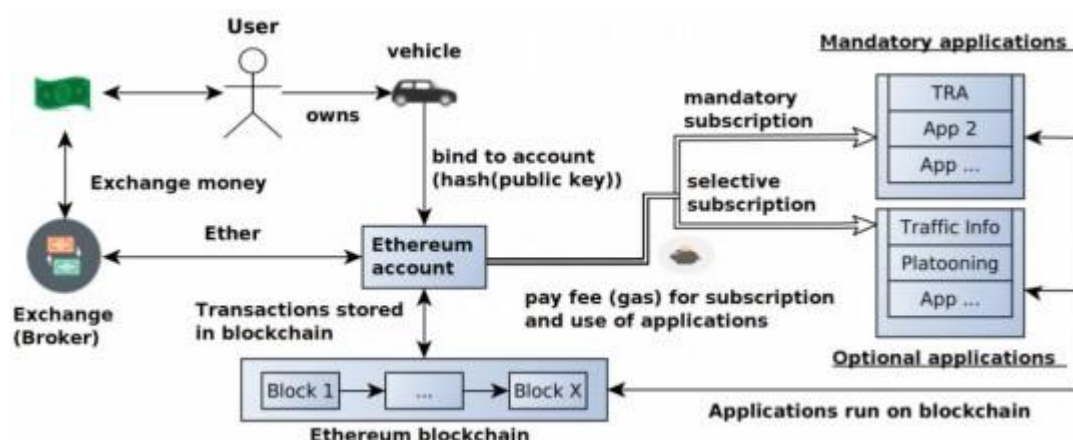 User
vehicle
owns
Exchange money
Exchange
(Broker)
Ether
bind to account
(hash(public key))
Ethereum
account
Transactions stored
in blockchain
Block 1
...
Block X
Ethereum blockchain
mandatory
subscription
selective
subscription
pay fee (gas) for subscription
and use of applications
Mandatory applications
TRA
App 2
App ...
Traffic Info
Platooning
App ...
Optional applications
Applications run on blockchain